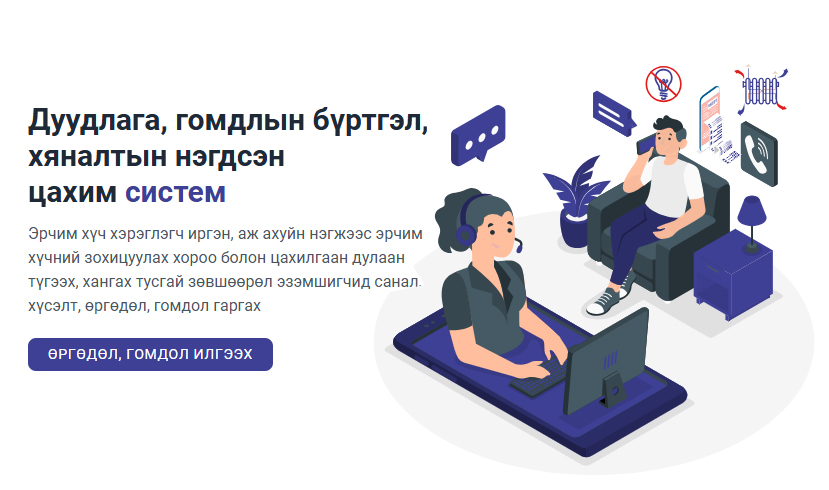 Дуудлага, гомдлын бүртгэл,
хяналтын нэгдсэн
цахим систем
Эрчим хүч хэрэглэгч иргэн, аж ахуйн нэгжээс эрчим
хүчний зохицуулах хороо болон цахилгаан дулаан
түгээх, хангах тусгай зөвшөөрөл эзэмшигчид санал,
хүсэлт, өргөдөл, гомдол гаргах
ӨРГӨДӨЛ, ГОМДОЛ ИЛГЭЭХ